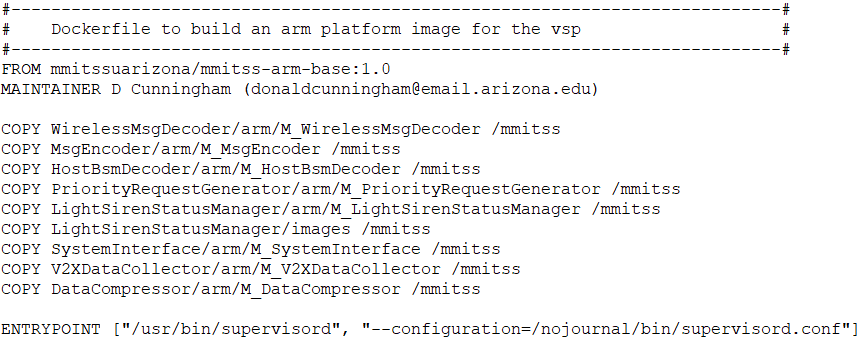 #-----------------------------------------------------------------------------#
#    Dockerfile to build an arm platform image for the vsp                    #
#-----------------------------------------------------------------------------#
FROM mmitssuarizona/mmitss-arm-base:1.0
MAINTAINER D Cunningham (donaldcunningham@email.arizona.edu)

COPY WirelessMsgDecoder/arm/M_WirelessMsgDecoder /mmitss
COPY MsgEncoder/arm/M_MsgEncoder /mmitss
COPY HostBsmDecoder/arm/M_HostBsmDecoder /mmitss
COPY PriorityRequestGenerator/arm/M_PriorityRequestGenerator /mmitss
COPY LightSirenStatusManager/arm/M_LightSirenStatusManager /mmitss
COPY LightSirenStatusManager/images /mmitss
COPY SystemInterface/arm/M_SystemInterface /mmitss
COPY V2XDataCollector/arm/M_V2XDataCollector /mmitss
COPY DataCompressor/arm/M_DataCompressor /mmitss

ENTRYPOINT ["/usr/bin/supervisord", "--configuration=/nojournal/bin/supervisord.conf"]